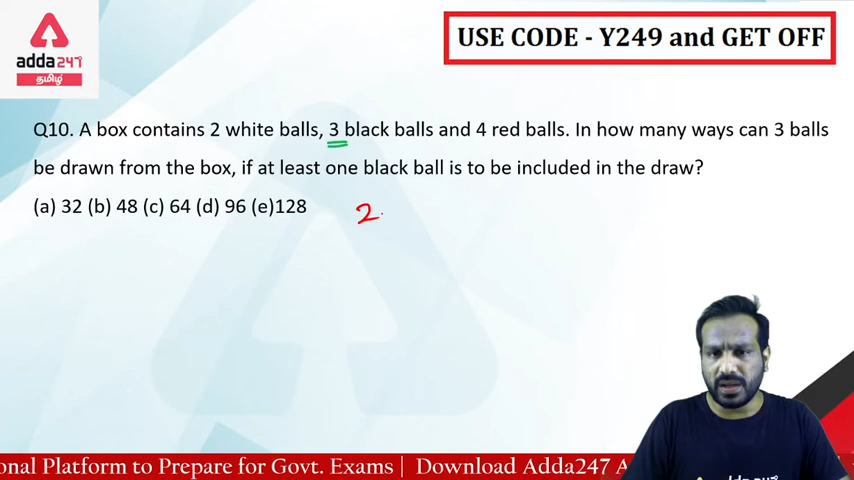 adda247
தமிழ்
USE CODE - Y249 and GET OFF
Q10. A box contains 2 white balls, 3 black balls and 4 red balls. In how many ways can 3 balls
be drawn from the box, if at least one black ball is to be included in the draw?
(a) 32 (b) 48 (c) 64 (d) 96 (e)128
2
onal Platform to Prepare for Govt. Exams | Download Adda247 A